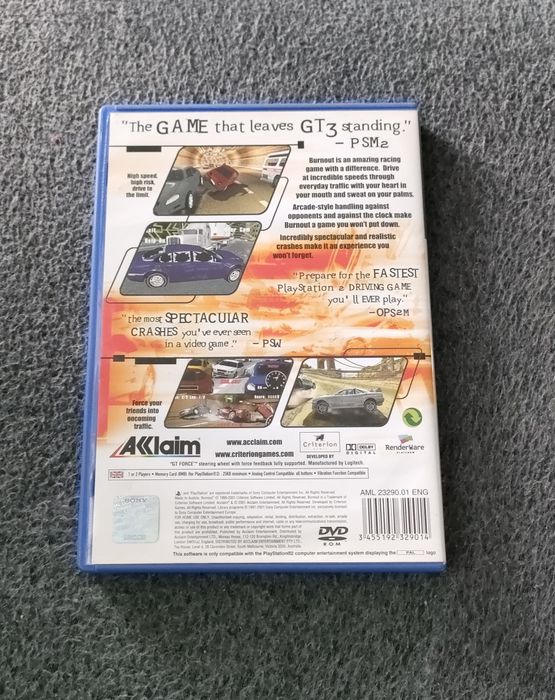 "The GAME that leaves GT3 standing."
– PSM2
High speed,
high risk,
drive to
the limit.
Burnout is an amazing racing
game with a difference. Drive
at incredible speeds through
everyday traffic with your heart in
your mouth and sweat on your palms.
Arcade-style handling against
opponents and against the clock make
Burnout a game you won't put down.
Incredibly spectacular and realistic
crashes make it an experience you
won't forget.
"Prepare for the FASTEST
PlayStation 2 DRIVING GAME
you'll EVER play."
– OPS2M
"the most SPECTACULAR
CRASHES you've ever seen
in a video game." – PSW
Force your
friends into
oncoming
traffic.
AKklaim
www.acclaim.com
www.criteriongames.com
DEVELOPED BY
Criterion
DOLBY
DIGITAL
RenderWare
"GT FORCE" steering wheel with force feedback fully supported. Manufactured by Logitech.
1 or 2 Players • Memory Card (8MB) (for PlayStation®2) • Analog Control Compatible: all buttons • Vibration Function Compatible
SONY
AML 23290.01 ENG
DVD
ROM
3 455192 329014
This software is only compatible with the PlayStation®2 computer entertainment system displaying the PAL logo